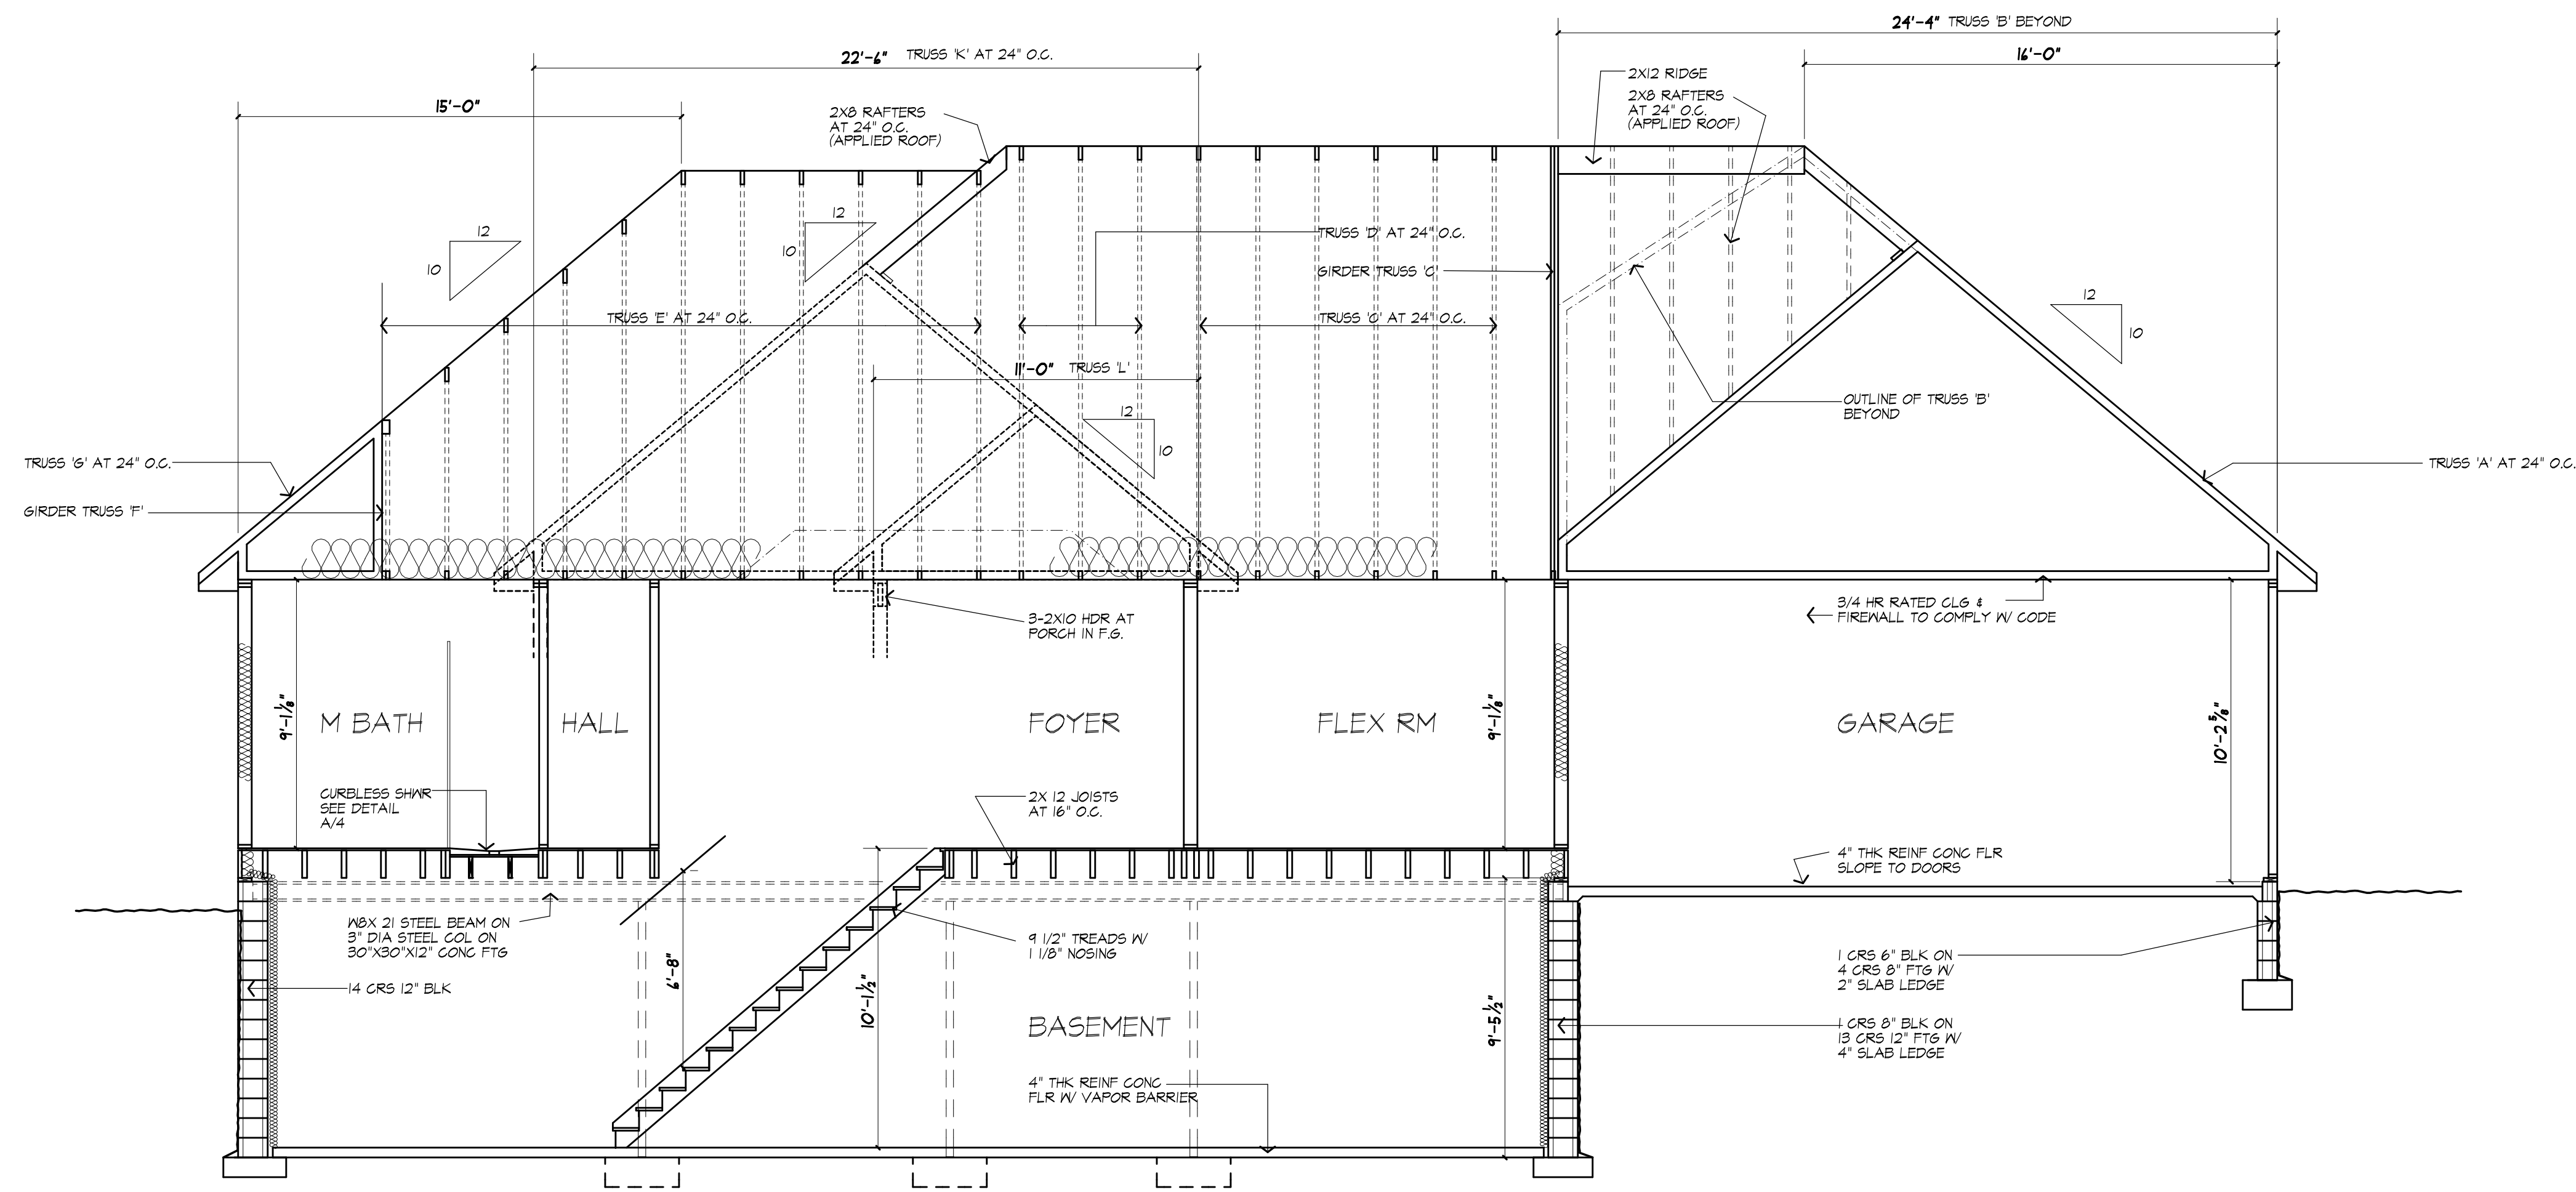 24'-4" TRUSS 'B' BEYOND
16'-0"
22'-6" TRUSS 'K' AT 24" O.C.
15'-0"
2X8 RAFTERS
AT 24" O.C.
(APPLIED ROOF)
2X12 RIDGE
2X8 RAFTERS
AT 24" O.C.
(APPLIED ROOF)
12
10
12
10
TRUSS 'D' AT 24" O.C.
GIRDER TRUSS 'C'
TRUSS 'E' AT 24" O.C.
TRUSS 'C' AT 24" O.C.
12
10
11'-0" TRUSS 'L'
12
10
OUTLINE OF TRUSS 'B'
BEYOND
TRUSS 'G' AT 24" O.C.
TRUSS 'A' AT 24" O.C.
GIRDER TRUSS 'F'
3-2X10 HDR AT
PORCH IN F.G.
3/4 HR RATED CLG &
FIREWALL TO COMPLY W/ CODE
9'-1 1/8"
M BATH
HALL
FOYER
FLEX RM
9'-1 1/8"
GARAGE
10'-2 5/8"
CURBLESS SHWR
SEE DETAIL
A/4
2X 12 JOISTS
AT 16" O.C.
4" THK REINF CONC FLR
SLOPE TO DOORS
W8X 21 STEEL BEAM ON
3" DIA STEEL COL ON
30"X30"X12" CONC FTG
14 CRS 12" BLK
6'-8"
10'-1 1/2"
9 1/2" TREADS W/
1 1/8" NOSING
BASEMENT
9'-5 1/2"
4" THK REINF CONC
FLR W/ VAPOR BARRIER
1 CRS 6" BLK ON
4 CRS 8" FTG W/
2" SLAB LEDGE
1 CRS 8" BLK ON
13 CRS 12" FTG W/
4" SLAB LEDGE